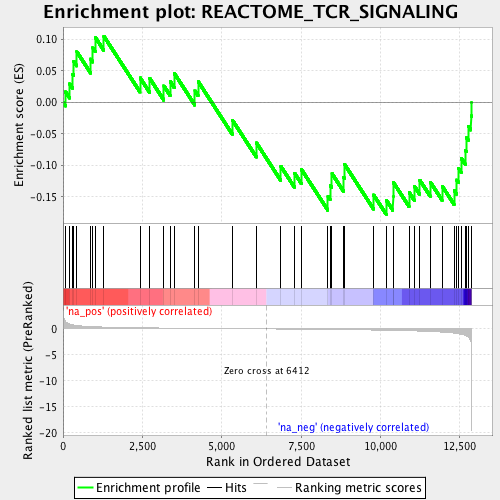 Enrichment plot: REACTOME_TCR_SIGNALING
Enrichment score (ES)
0.10
0.05
0.00
-0.05
-0.10
-0.15
'na_pos' (positively correlated)
Ranked list metric (PreRanked)
0
-5
-10
-15
-20
Zero cross at 6412
'na_neg' (negatively correlated)
0
2,500
5,000
7,500
10,000
12,500
Rank in Ordered Dataset
Enrichment profile
Hits
Ranking metric scores